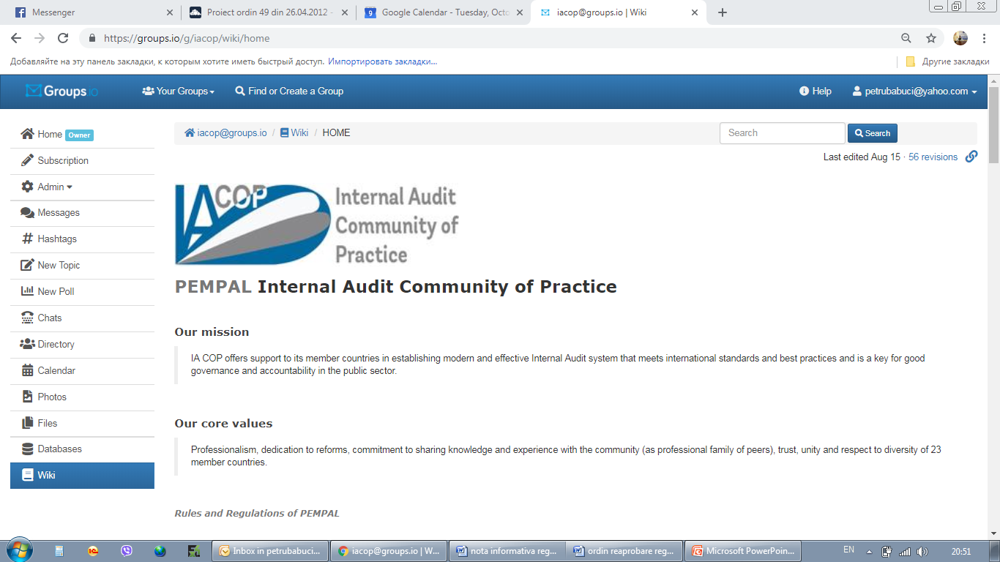 Messenger
Proiect ordin 49 din 26.04.2012 -
Google Calendar - Tuesday, Octo
iacop@groups.io | Wiki
https://groups.io/g/iacop/wiki/home
Добавляйте на эту панель закладки, к которым хотите иметь быстрый доступ. Импортировать закладки...
Другие закладки
Groups.io
Your Groups
Find or Create a Group
Help
petrubabuci@yahoo.com
Home Owner
Subscription
Admin
Messages
Hashtags
New Topic
New Poll
Chats
Directory
Calendar
Photos
Files
Databases
Wiki
iacop@groups.io / Wiki / HOME
Search
Search
Last edited Aug 15 · 56 revisions
IACOP
Internal Audit
Community of
Practice
PEMPAL Internal Audit Community of Practice
Our mission
IA COP offers support to its member countries in establishing modern and effective Internal Audit system that meets international standards and best practices and is a key for good
governance and accountability in the public sector.
Our core values
Professionalism, dedication to reforms, commitment to sharing knowledge and experience with the community (as professional family of peers), trust, unity and respect to diversity of 23
member countries.
Rules and Regulations of PEMPAL
Inbox in petrubabuci...
iacop@groups.io | W...
nota informativa reg...
ordin reaprobare reg...
Microsoft PowerPoin...
EN
20:51